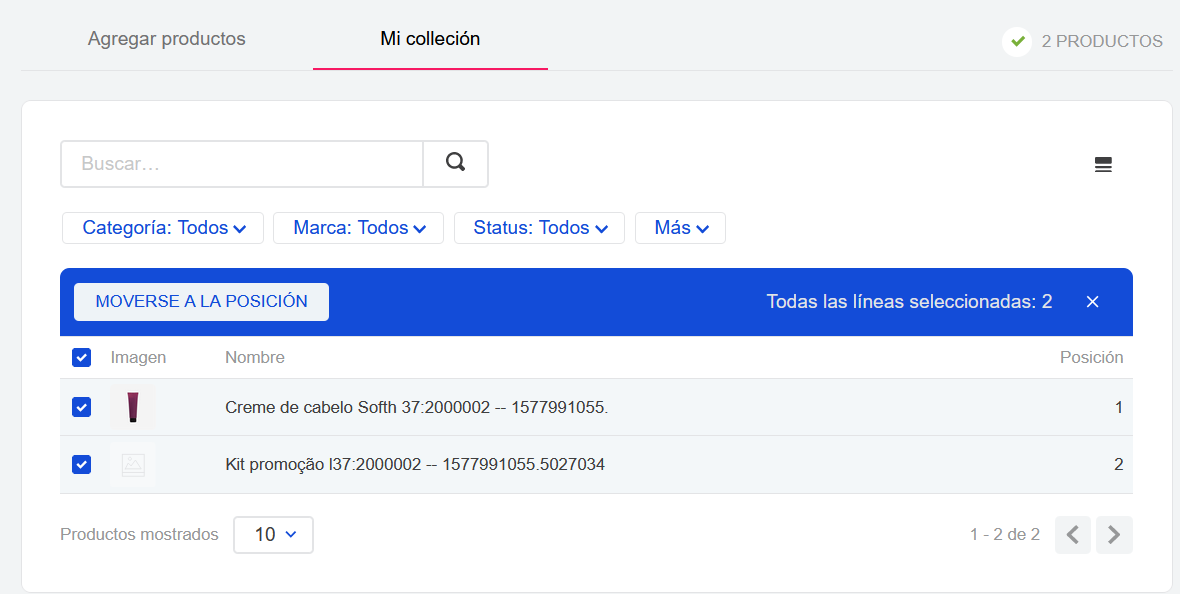 Agregar productos
Mi colleción
2 PRODUCTOS
Buscar...
Categoría: Todos
Marca: Todos
Status: Todos
Más
MOVERSE A LA POSICIÓN
Todas las líneas seleccionadas: 2
Imagen Nombre Posición
Creme de cabelo Softh 37:2000002 -- 1577991055. 1
Kit promoção l37:2000002 -- 1577991055.5027034 2
Productos mostrados 10 1 - 2 de 2